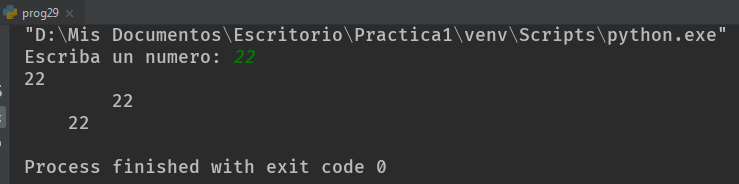 prog29 ×
"D:\Mis Documentos\Escritorio\Practica1\venv\Scripts\python.exe"
Escriba un numero: 22
22
        22
    22
Process finished with exit code 0